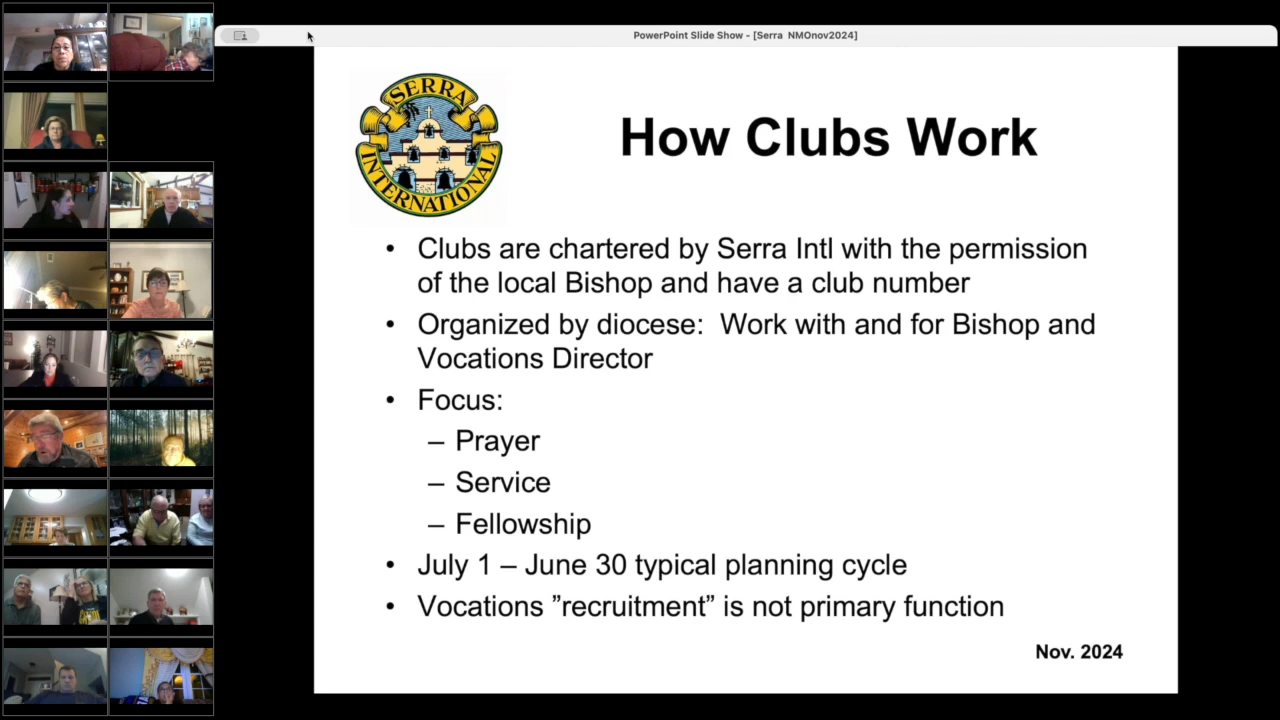 PowerPoint Slide Show - [Serra  NMOnov2024]
SERRA
INTERNATIONAL
How Clubs Work
• Clubs are chartered by Serra Intl with the permission
of the local Bishop and have a club number
• Organized by diocese:  Work with and for Bishop and
Vocations Director
• Focus:
– Prayer
– Service
– Fellowship
• July 1 – June 30 typical planning cycle
• Vocations ”recruitment” is not primary function
Nov. 2024